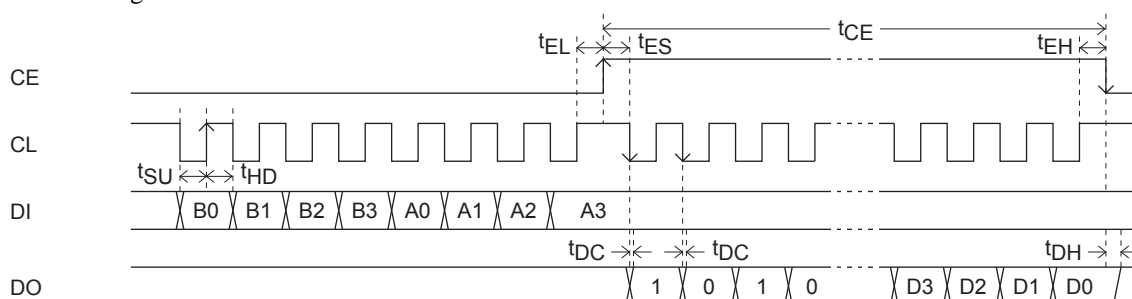 tCE
tEL tES tEH
CE
CL
tSU tHD
DI B0 B1 B2 B3 A0 A1 A2 A3
tDC tDC tDH
DO 1 0 1 0 D3 D2 D1 D0